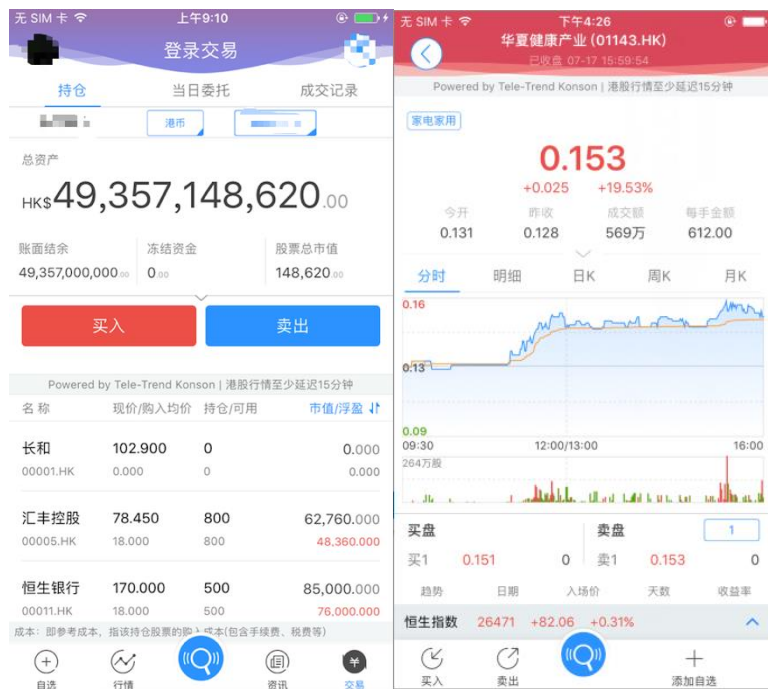 无 SIM 卡 上午9:10
登录交易
持仓 当日委托 成交记录
港币
总资产
HK$49,357,148,620.00
账面结余 冻结资金 股票总市值
49,357,000,000.00 0.00 148,620.00
买入 卖出
Powered by Tele-Trend Konson | 港股行情至少延迟15分钟
名称 现价/购入均价 持仓/可用 市值/浮盈
长和 102.900 0 0.000
00001.HK 0.000 0 0.000
汇丰控股 78.450 800 62,760.000
00005.HK 18.000 800 48,360.000
恒生银行 170.000 500 85,000.000
00011.HK 18.000 500 76,000.000
成本：即参考成本，指该持仓股票的购入成本(包含手续费、税费等)
自选 行情 资讯 交易
无 SIM 卡 下午4:26
华夏健康产业 (01143.HK)
已收盘 07-17 15:59:54
Powered by Tele-Trend Konson | 港股行情至少延迟15分钟
家电家用
0.153
+0.025 +19.53%
今开 昨收 成交额 每手金额
0.131 0.128 569万 612.00
分时 明细 日K 周K 月K
0.16
0.13
0.09
09:30 12:00/13:00 16:00
264万股
买盘 卖盘 1
买1 0.151 0 卖1 0.153 0
趋势 日期 入场价 天数 收益率
恒生指数 26471 +82.06 +0.31%
买入 卖出 添加自选